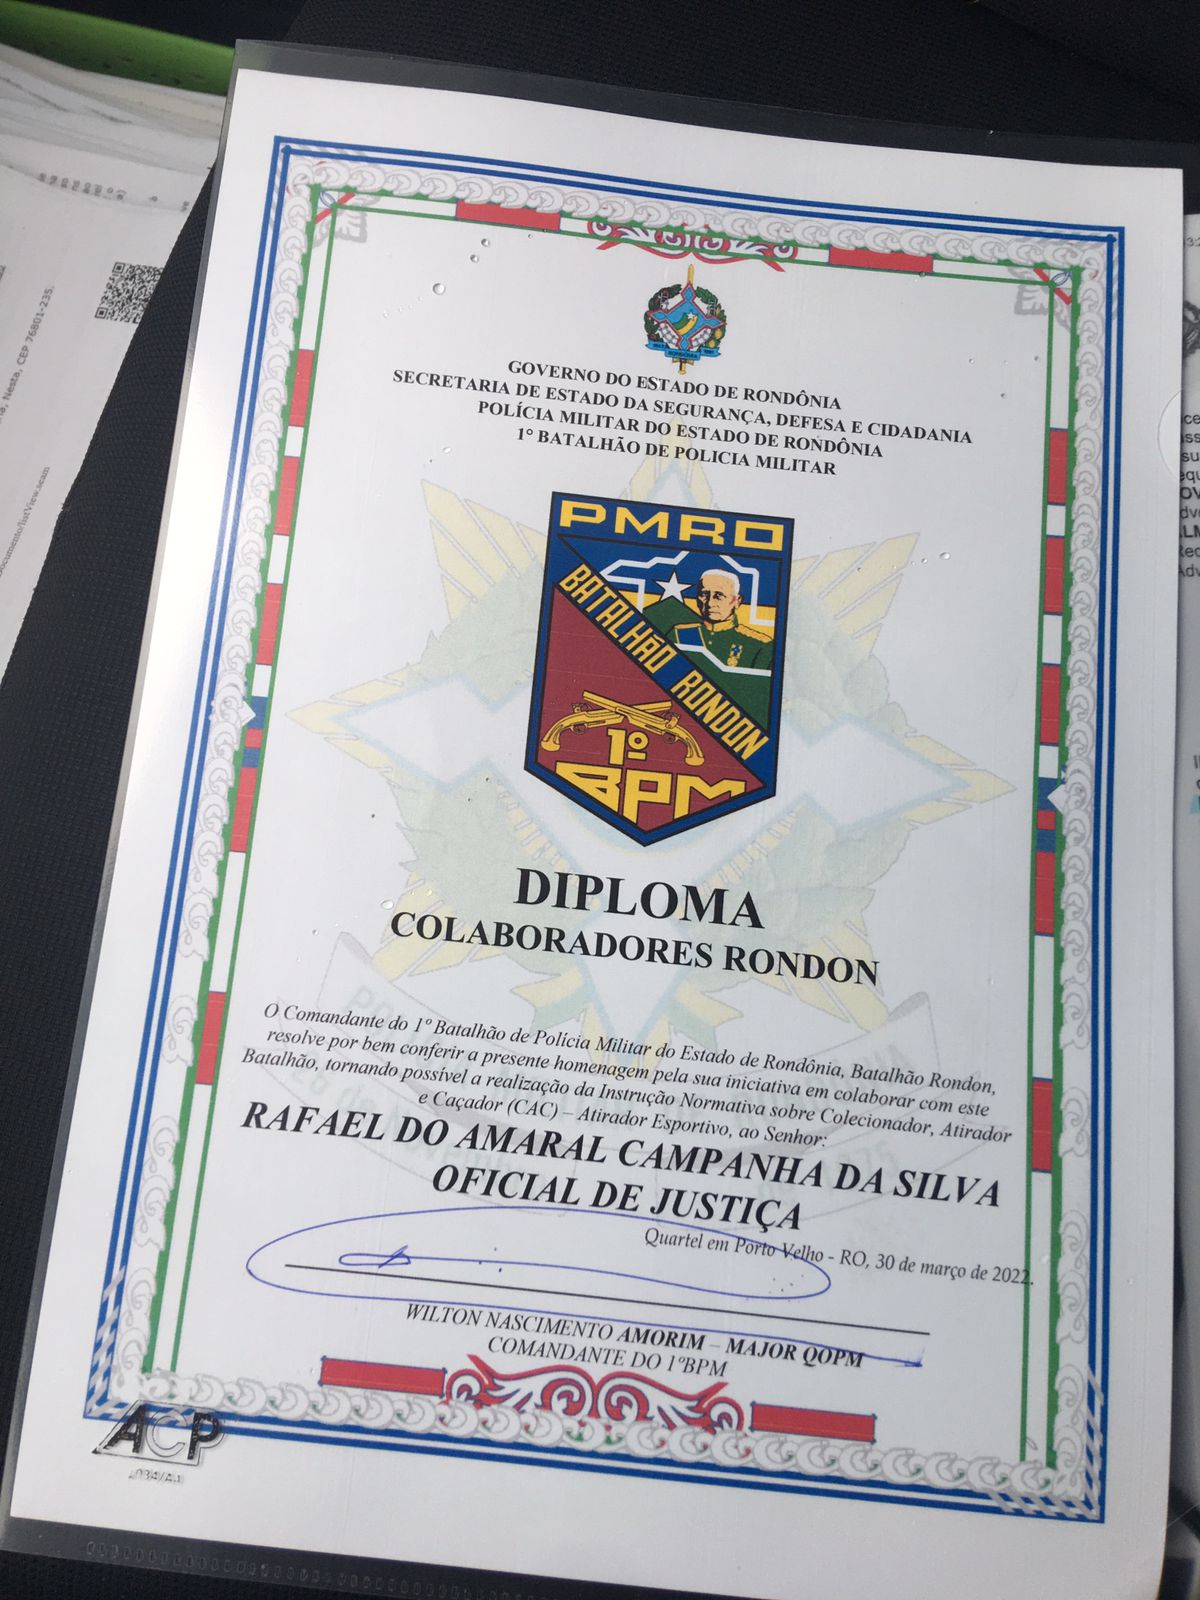 GOVERNO DO ESTADO DE RONDÔNIA
SECRETARIA DE ESTADO DA SEGURANÇA, DEFESA E CIDADANIA
POLÍCIA MILITAR DO ESTADO DE RONDÔNIA
1° BATALHÃO DE POLICIA MILITAR
PMRO
BATALHÃO RONDON
1º
BPM
DIPLOMA
COLABORADORES RONDON
O Comandante do 1º Batalhão de Polícia Militar do Estado de Rondônia, Batalhão Rondon,
resolve por bem conferir a presente homenagem pela sua iniciativa em colaborar com este
Batalhão, tornando possível a realização da Instrução Normativa sobre Colecionador, Atirador
e Caçador (CAC) – Atirador Esportivo, ao Senhor:
RAFAEL DO AMARAL CAMPANHA DA SILVA
OFICIAL DE JUSTIÇA
Quartel em Porto Velho - RO, 30 de março de 2022.
WILTON NASCIMENTO AMORIM – MAJOR QOPM
COMANDANTE DO 1ºBPM
ACP
Nesta, CEP 76801-235.